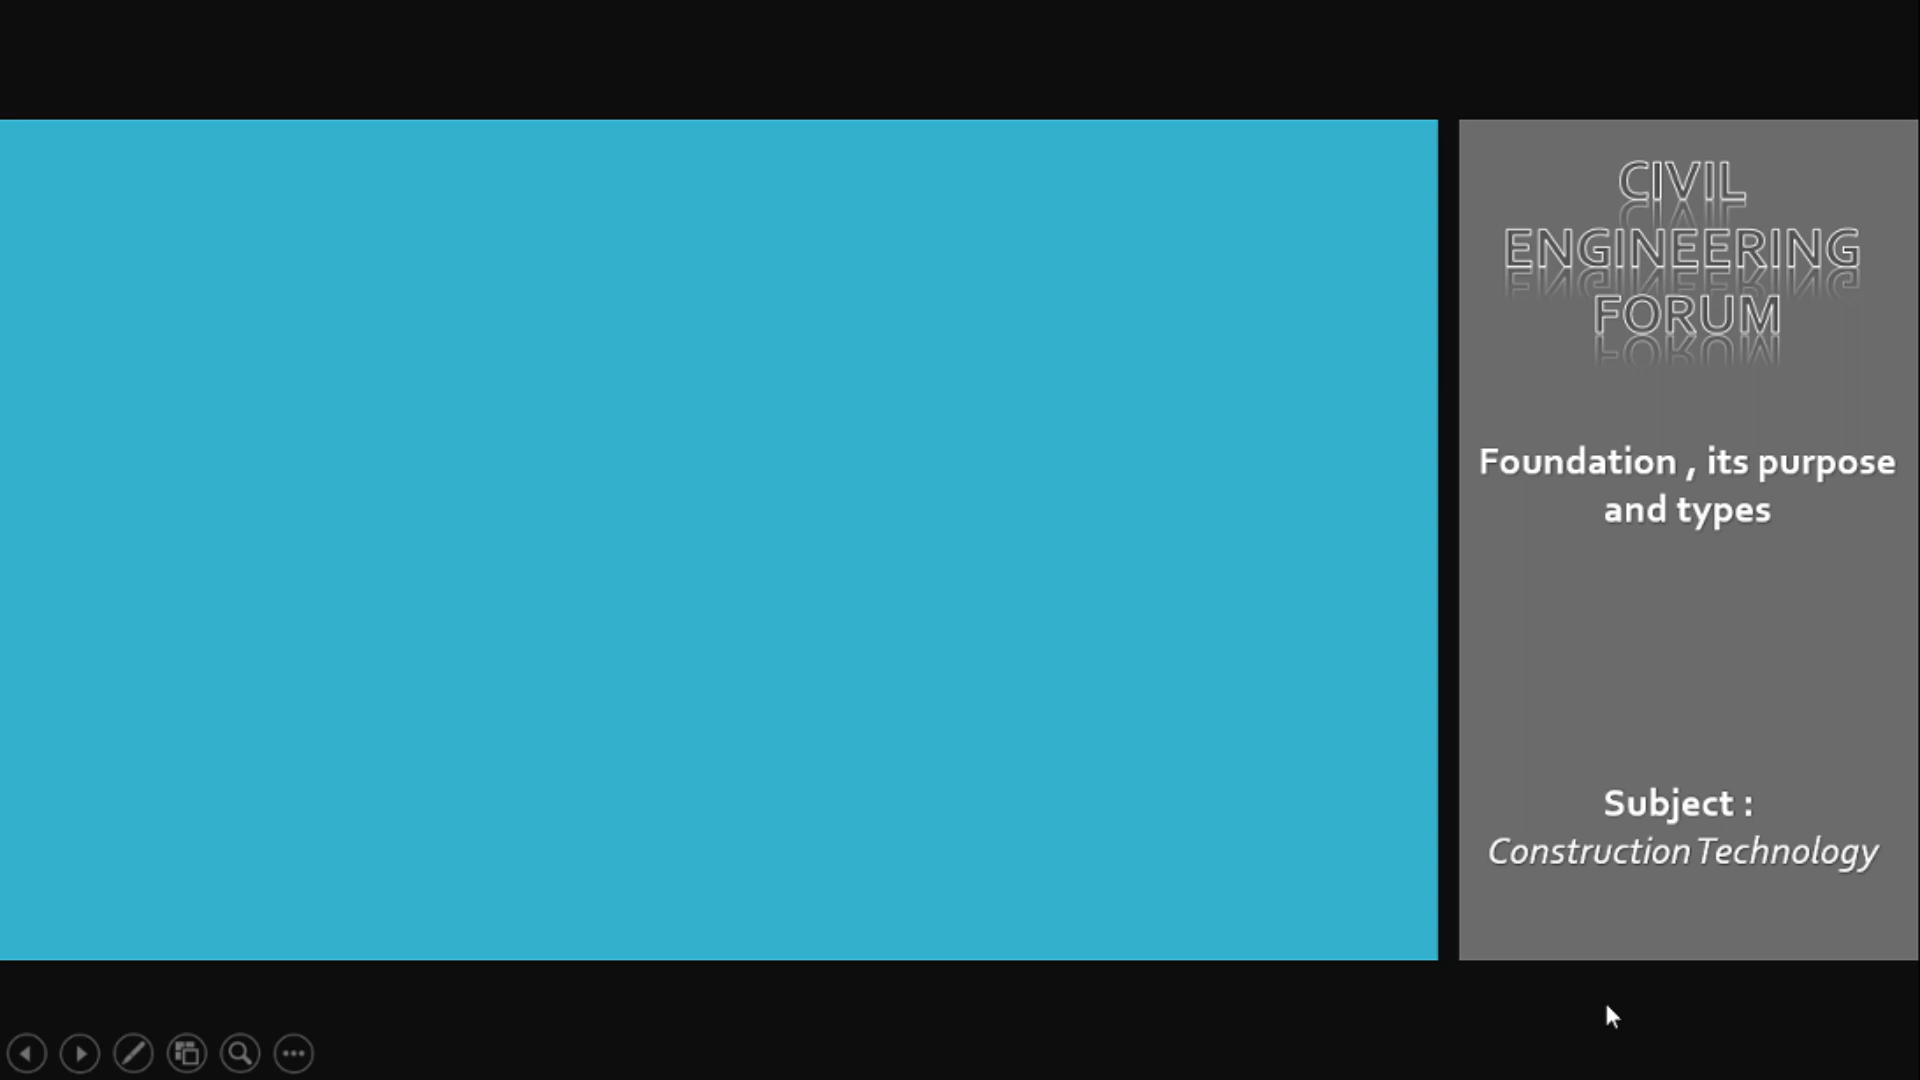 CIVIL
ENGINEERING
FORUM
Foundation , its purpose
and types
Subject :
Construction Technology